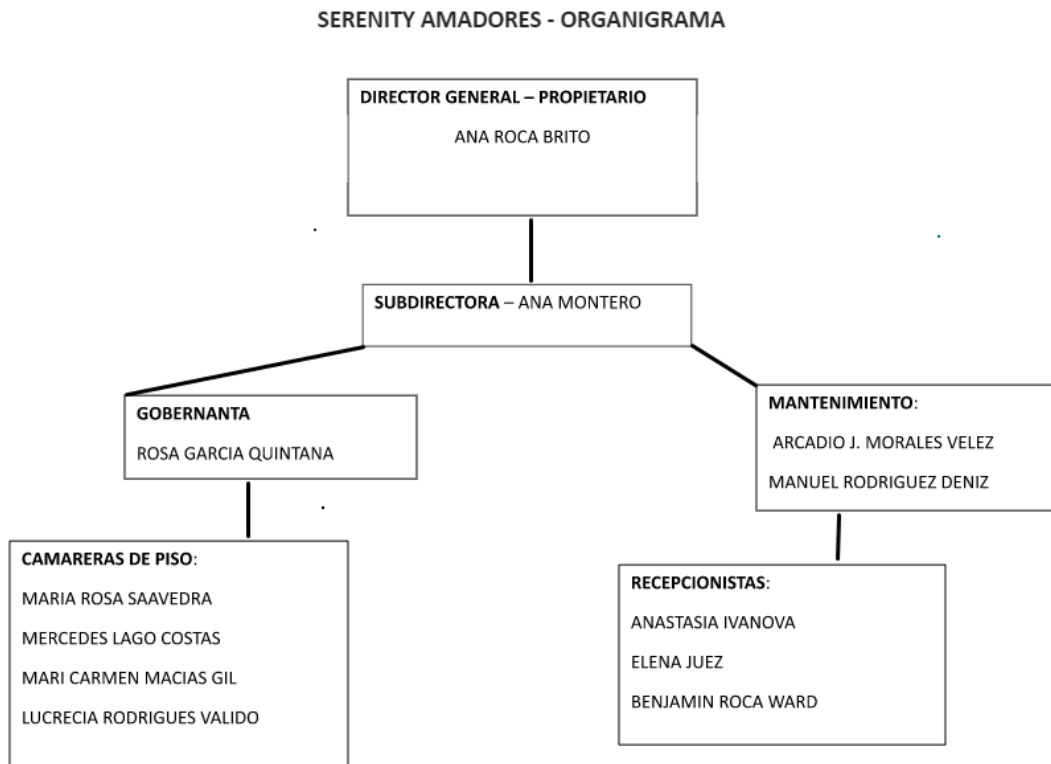 SERENITY AMADORES - ORGANIGRAMA
DIRECTOR GENERAL – PROPIETARIO
ANA ROCA BRITO
SUBDIRECTORA – ANA MONTERO
GOBERNANTA
ROSA GARCIA QUINTANA
MANTENIMIENTO:
ARCADIO J. MORALES VELEZ
MANUEL RODRIGUEZ DENIZ
CAMARERAS DE PISO:
MARIA ROSA SAAVEDRA
MERCEDES LAGO COSTAS
MARI CARMEN MACIAS GIL
LUCRECIA RODRIGUES VALIDO
RECEPCIONISTAS:
ANASTASIA IVANOVA
ELENA JUEZ
BENJAMIN ROCA WARD